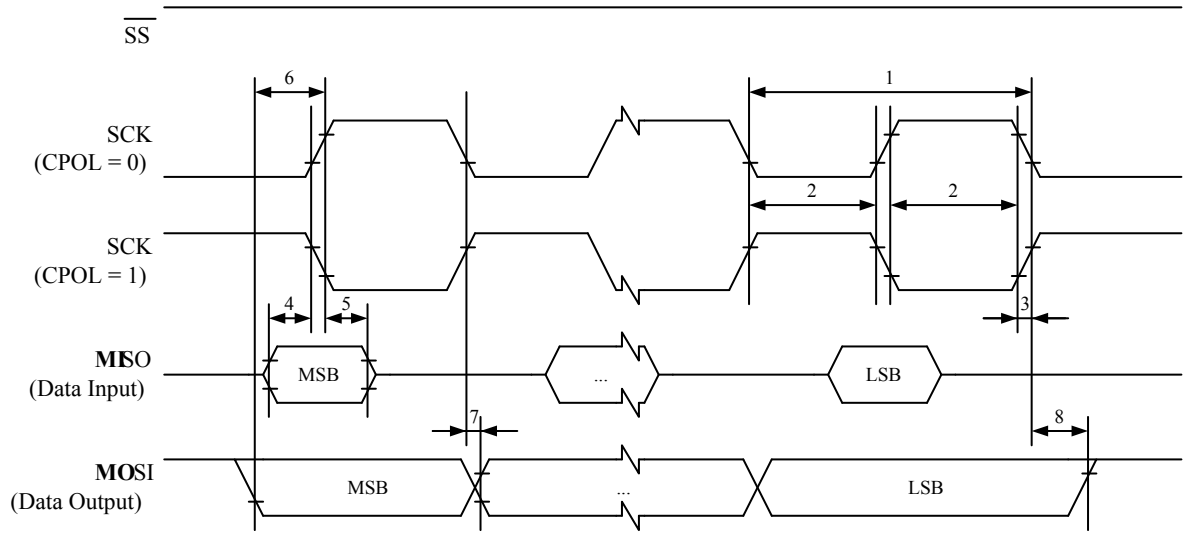 SS
6
1
SCK
(CPOL = 0)
2
2
SCK
(CPOL = 1)
4
5
3
MISO
(Data Input)
MSB
...
LSB
7
8
MOSI
(Data Output)
MSB
...
LSB